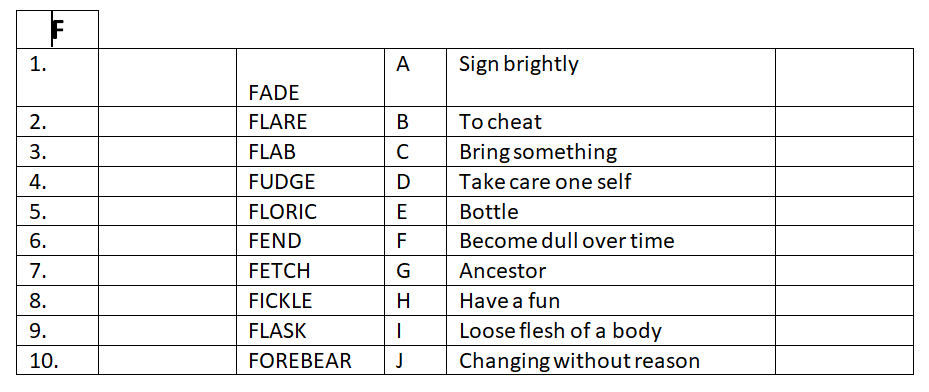 F
1. A Sign brightly
FADE
2. FLARE B To cheat
3. FLAB C Bring something
4. FUDGE D Take care one self
5. FLORIC E Bottle
6. FEND F Become dull over time
7. FETCH G Ancestor
8. FICKLE H Have a fun
9. FLASK I Loose flesh of a body
10. FOREBEAR J Changing without reason